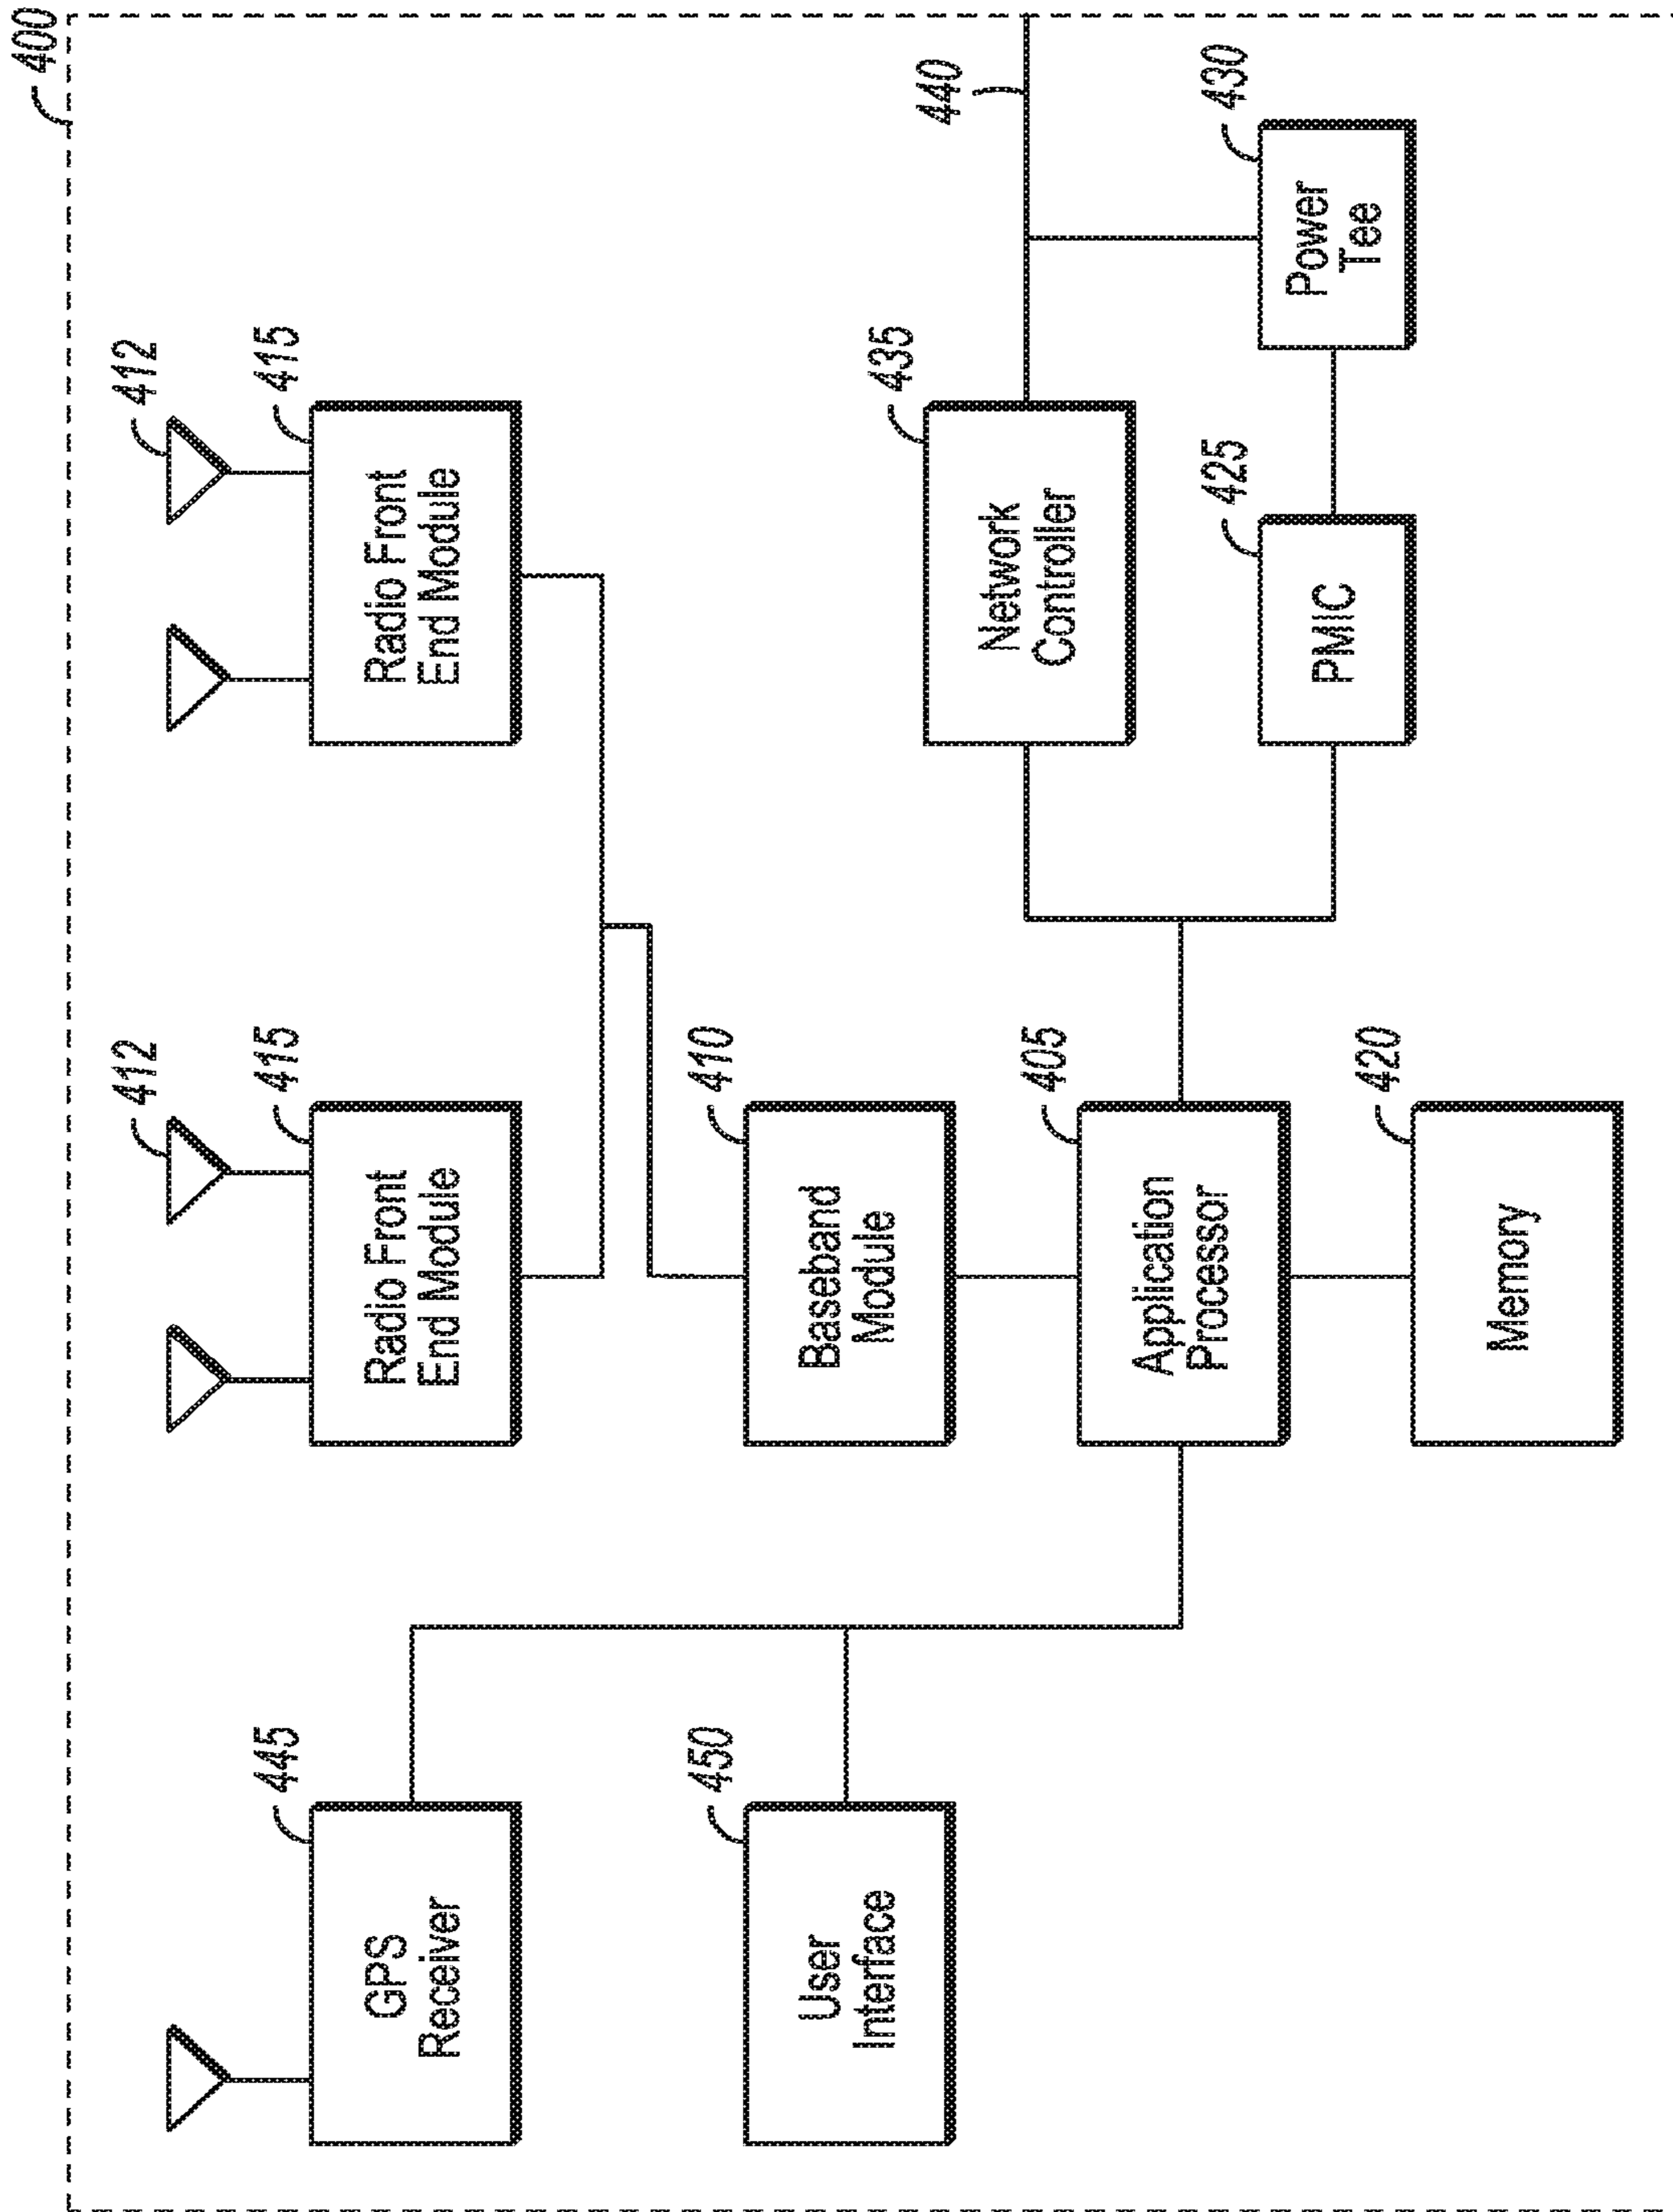 400
412
412
445
415
415
GPS
Receiver
Radio Front
End Module
Radio Front
End Module
450
410
User
Interface
Baseband
Module
435
440
Network
Controller
405
Application
Processor
425
430
PMIC
Power
Tee
420
Memory